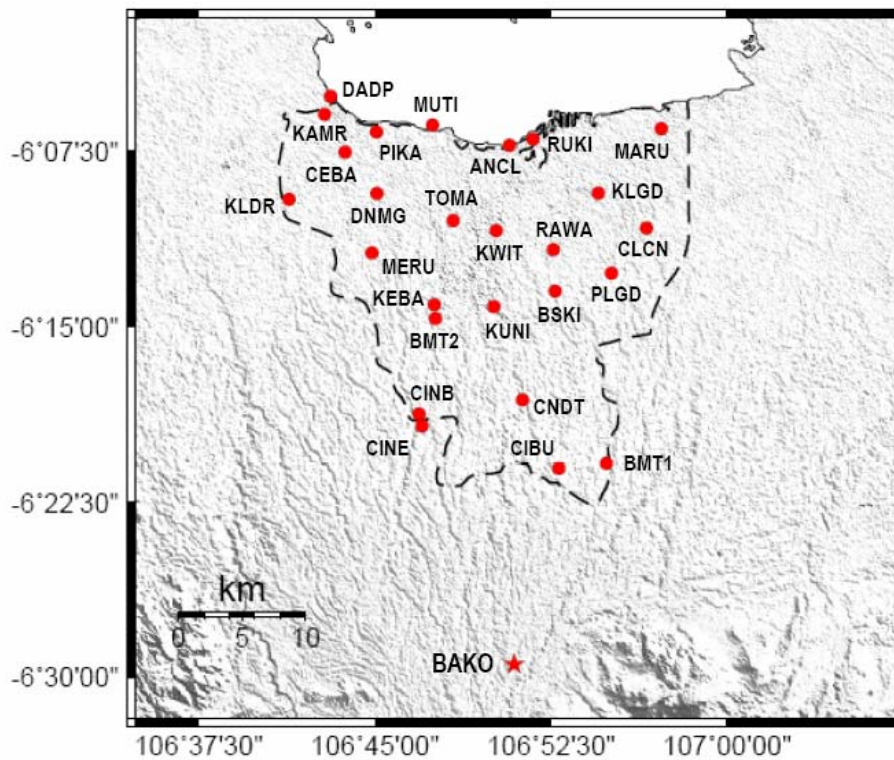 DADP
MUTI
KAMR
PIKA
ANCL
RUKI
MARU
-6°07'30"
CEBA
KLDR
DNMG
TOMA
KLGD
KWIT
RAWA
CLCN
MERU
PLGD
KEBA
BSKI
KUNI
-6°15'00"
BMT2
CINB
CNDT
CINE
CIBU
BMT1
-6°22'30"
km
0 5 10
BAKO
-6°30'00"
106°37'30" 106°45'00" 106°52'30" 107°00'00"